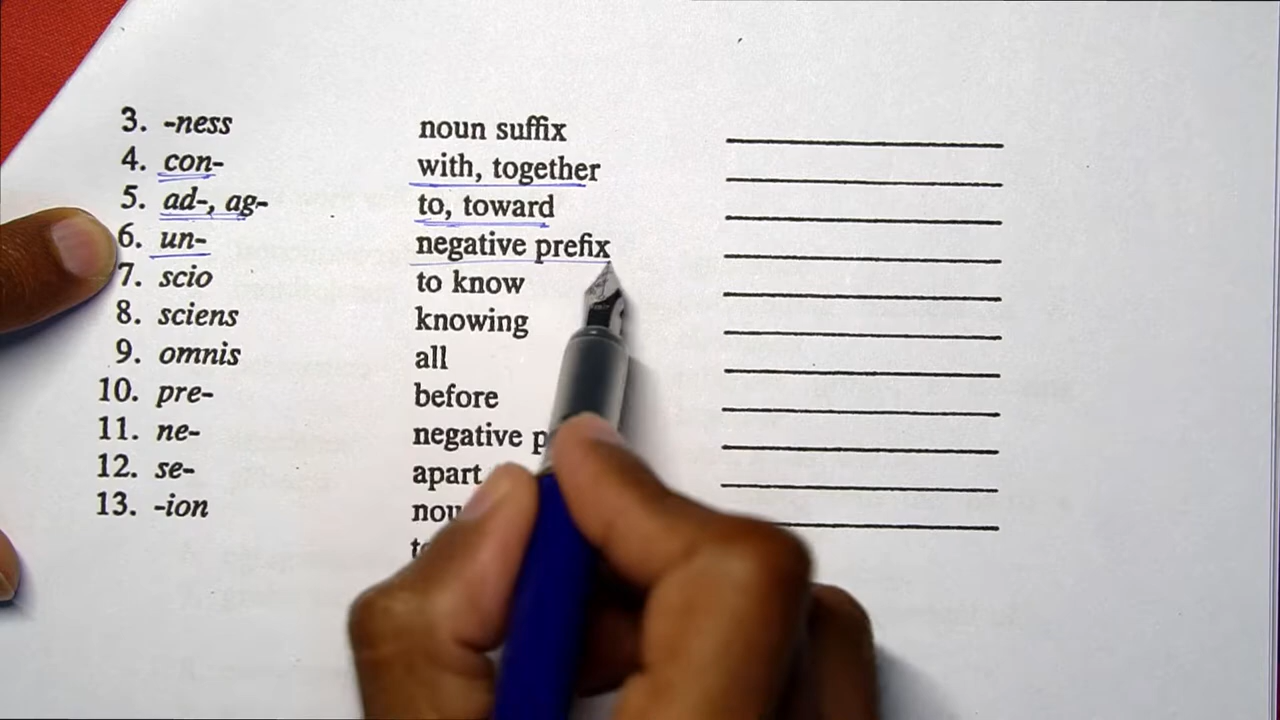 3. -ness noun suffix
4. con- with, together
5. ad-, ag- to, toward
6. un- negative prefix
7. scio to know
8. sciens knowing
9. omnis all
10. pre- before
11. ne- negative
12. se- apart
13. -ion